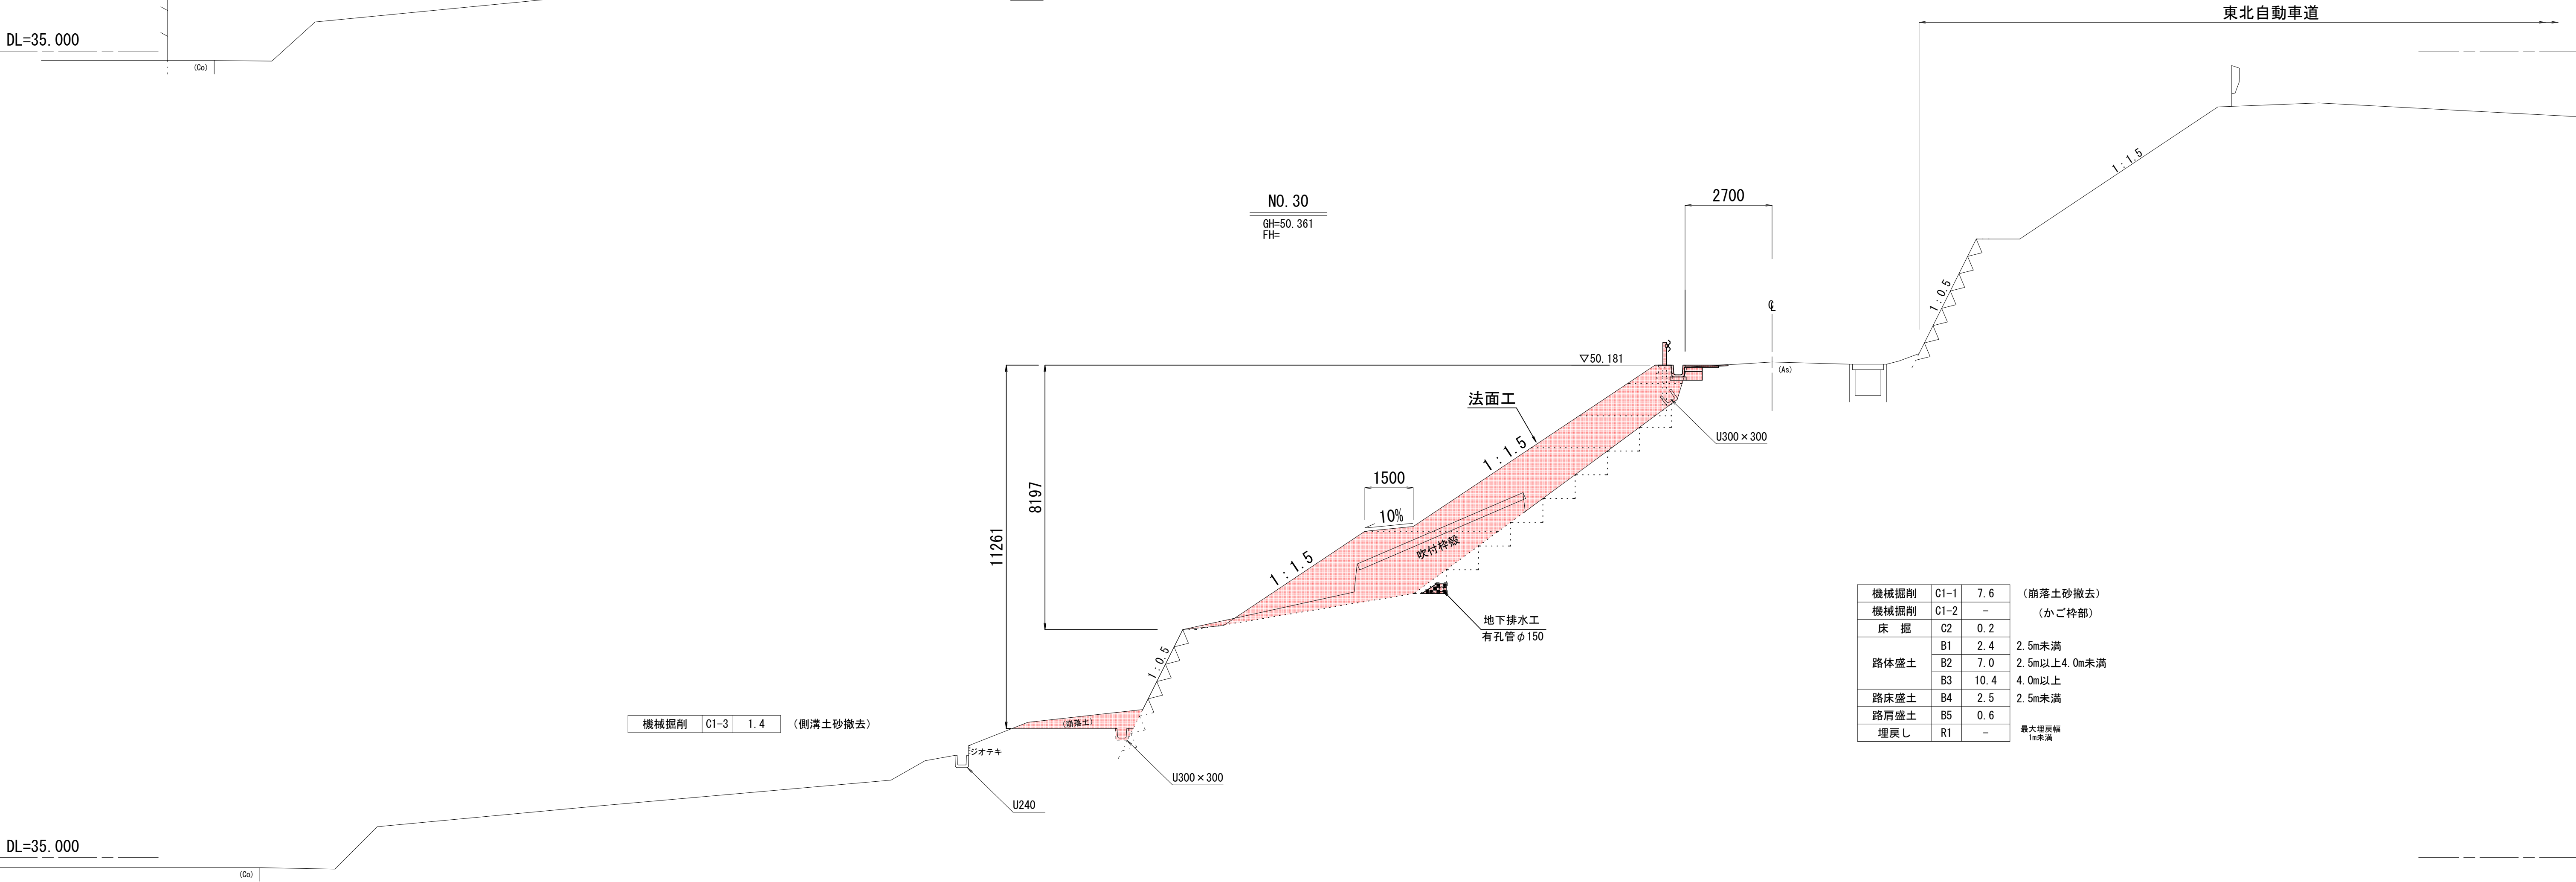 東北自動車道
DL=35.000
(Co)
1：1.5
NO.30
GH=50.361
FH=
2700
1：0.5
℄
▽50.181
(As)
法面工
U300×300
1：1.5
1500
10%
8197
11261
吹付枠殻
1：1.5
地下排水工
有孔管φ150
1：0.5
機械掘削 C1-1 7.6 （崩落土砂撤去）
機械掘削 C1-2 - （かご枠部）
床　掘 C2 0.2
路体盛土 B1 2.4 2.5m未満
B2 7.0 2.5m以上4.0m未満
B3 10.4 4.0m以上
路床盛土 B4 2.5 2.5m未満
路肩盛土 B5 0.6
埋戻し R1 - 最大埋戻幅
1m未満
機械掘削 C1-3 1.4 （側溝土砂撤去）
(崩落土)
ジオテキ
U300×300
U240
DL=35.000
(Co)